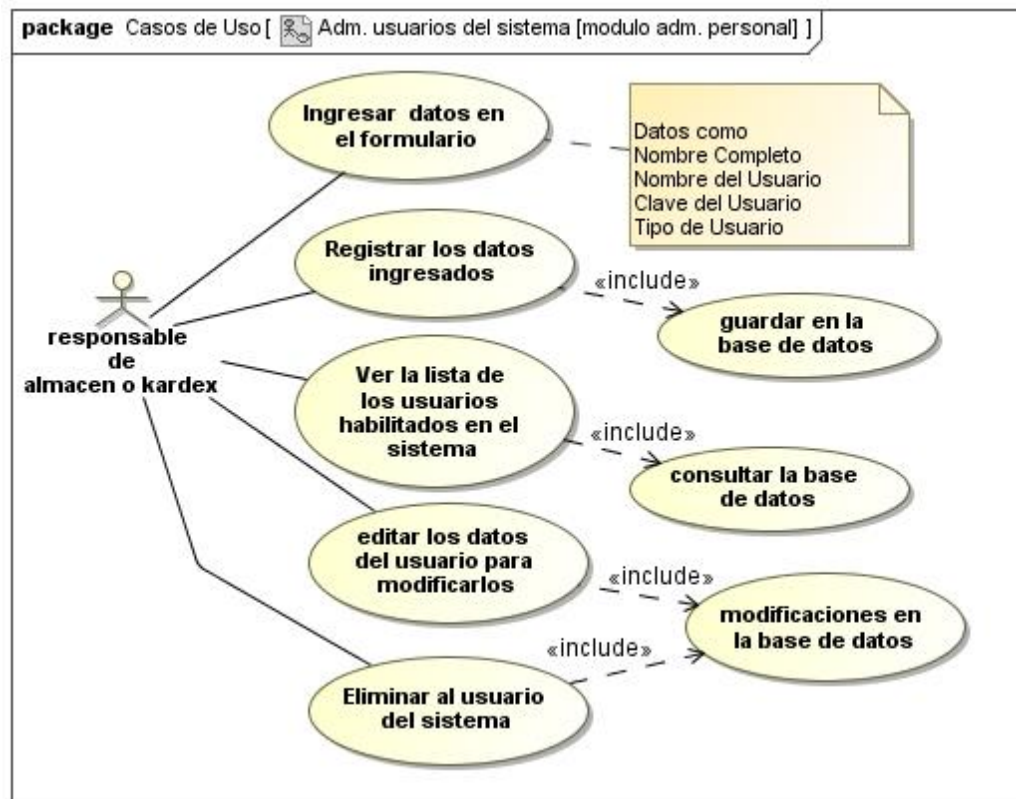 package Casos de Uso [ Adm. usuarios del sistema [modulo adm. personal] ]
Ingresar datos en
el formulario
Datos como
Nombre Completo
Nombre del Usuario
Clave del Usuario
Tipo de Usuario
Registrar los datos
ingresados
«include»
guardar en la
base de datos
responsable
de
almacen o kardex
Ver la lista de
los usuarios
habilitados en el
sistema
«include»
consultar la base
de datos
editar los datos
del usuario para
modificarlos
«include»
modificaciones en
la base de datos
«include»
Eliminar al usuario
del sistema